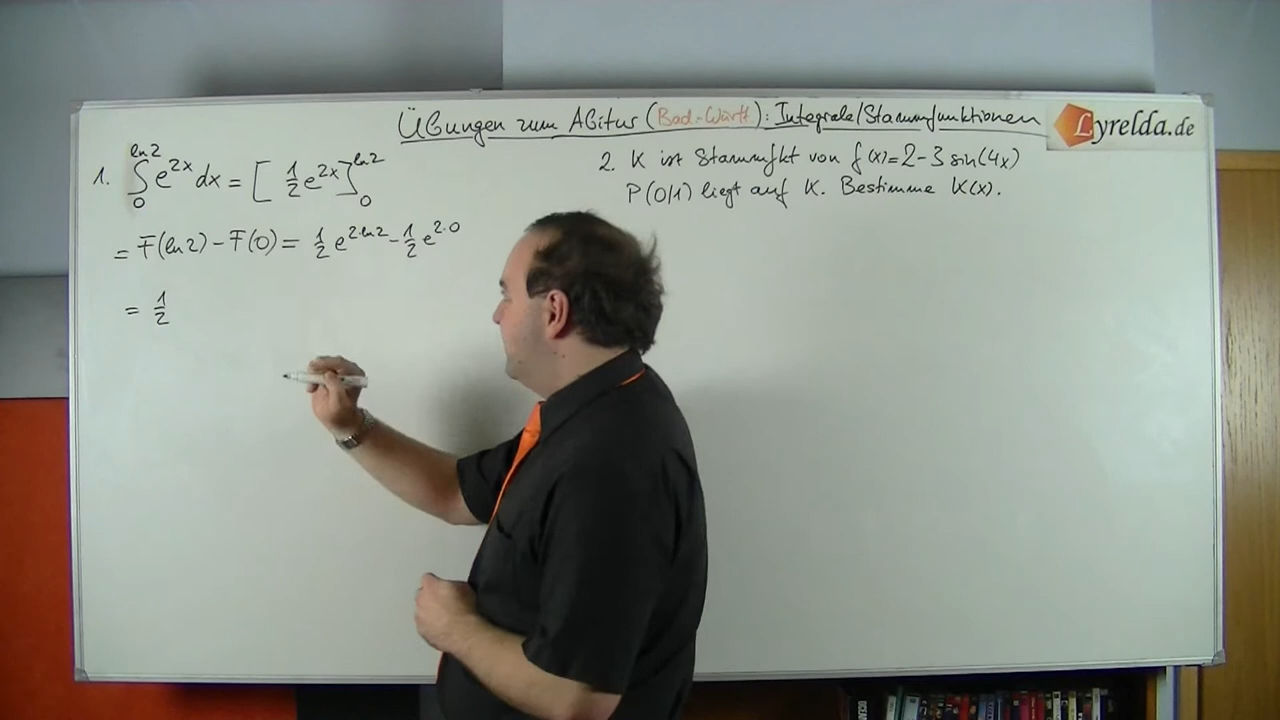 Übungen zum Abitur (Bad-Württ): Integrale/Stammfunktionen
Lyrelda.de
1. ∫₀^{ln2} e^{2x} dx = [ 1/2 e^{2x} ]₀^{ln2}
= F(ln2) - F(0) = 1/2 e^{2·ln2} - 1/2 e^{2·0}
= 1/2
2. K ist Stammfkt von f(x)=2-3sin(4x)
P(0|1) liegt auf K. Bestimme K(x).